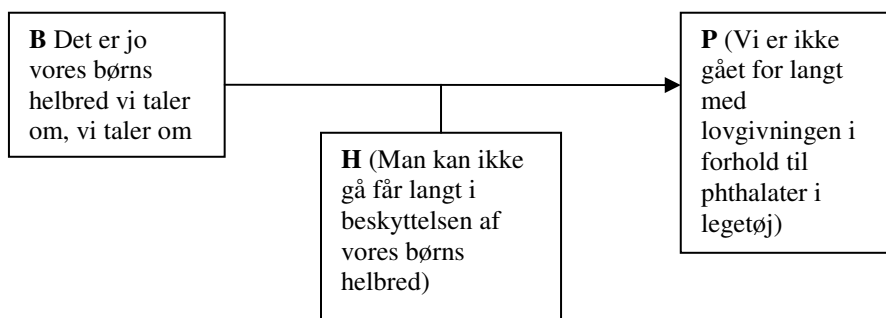 B Det er jo
vores børns
helbred vi taler
om, vi taler om
P (Vi er ikke
gået for langt
med
lovgivningen i
forhold til
phthalater i
legetøj)
H (Man kan ikke
gå får langt i
beskyttelsen af
vores børns
helbred)